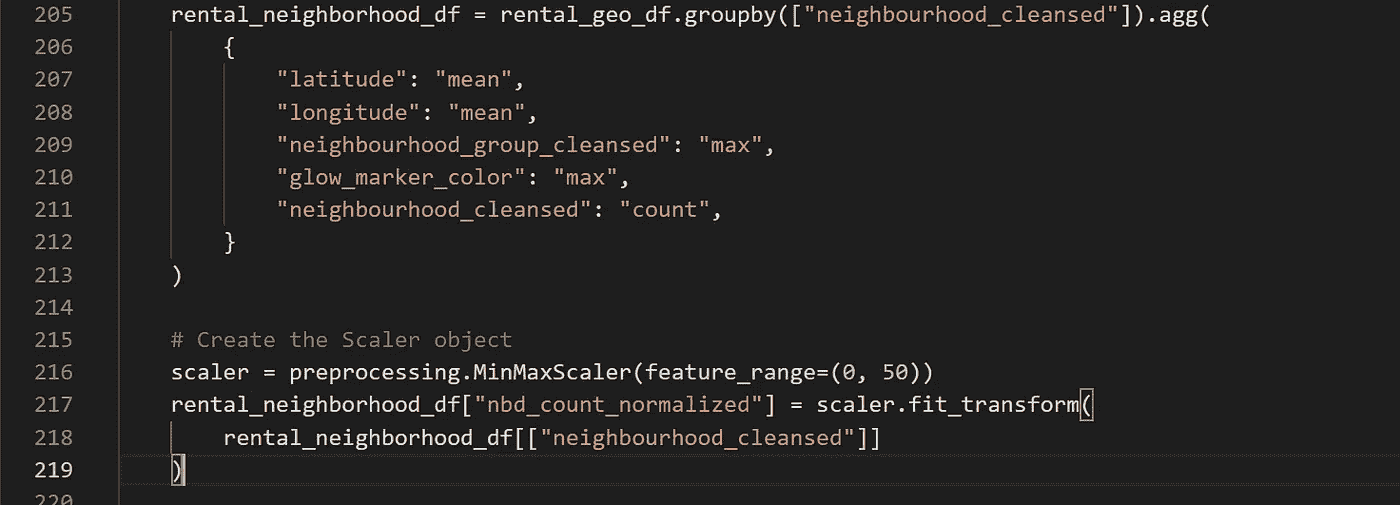 205 rental_neighborhood_df = rental_geo_df.groupby(["neighbourhood_cleansed"]).agg(
206 {
207 "latitude": "mean",
208 "longitude": "mean",
209 "neighbourhood_group_cleansed": "max",
210 "glow_marker_color": "max",
211 "neighbourhood_cleansed": "count",
212 }
213 )
214
215 # Create the Scaler object
216 scaler = preprocessing.MinMaxScaler(feature_range=(0, 50))
217 rental_neighborhood_df["nbd_count_normalized"] = scaler.fit_transform(
218 rental_neighborhood_df[["neighbourhood_cleansed"]]
219 )
220